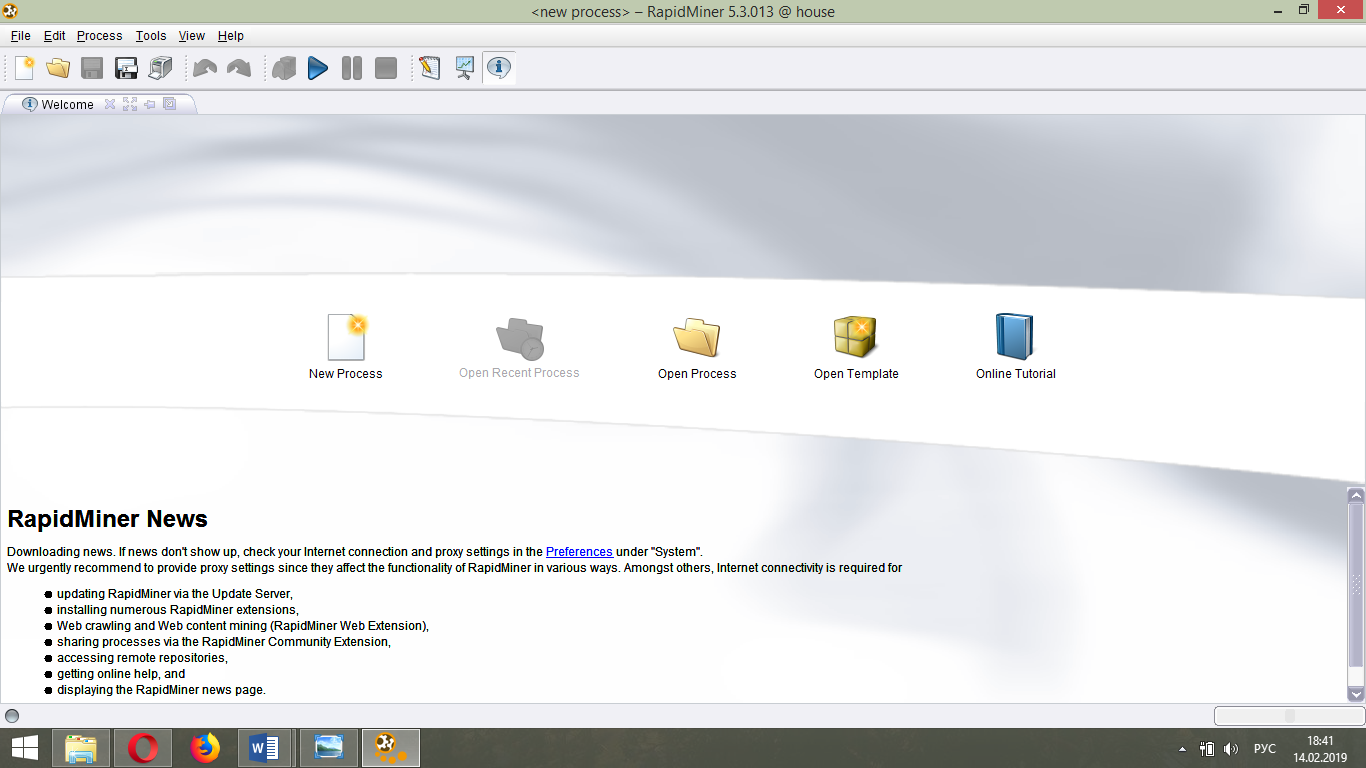 <new process> – RapidMiner 5.3.013 @ house
File Edit Process Tools View Help
Welcome
New Process
Open Recent Process
Open Process
Open Template
Online Tutorial
RapidMiner News
Downloading news. If news don't show up, check your Internet connection and proxy settings in the Preferences under "System".
We urgently recommend to provide proxy settings since they affect the functionality of RapidMiner in various ways. Amongst others, Internet connectivity is required for
updating RapidMiner via the Update Server,
installing numerous RapidMiner extensions,
Web crawling and Web content mining (RapidMiner Web Extension),
sharing processes via the RapidMiner Community Extension,
accessing remote repositories,
getting online help, and
displaying the RapidMiner news page.
РУС
18:41
14.02.2019